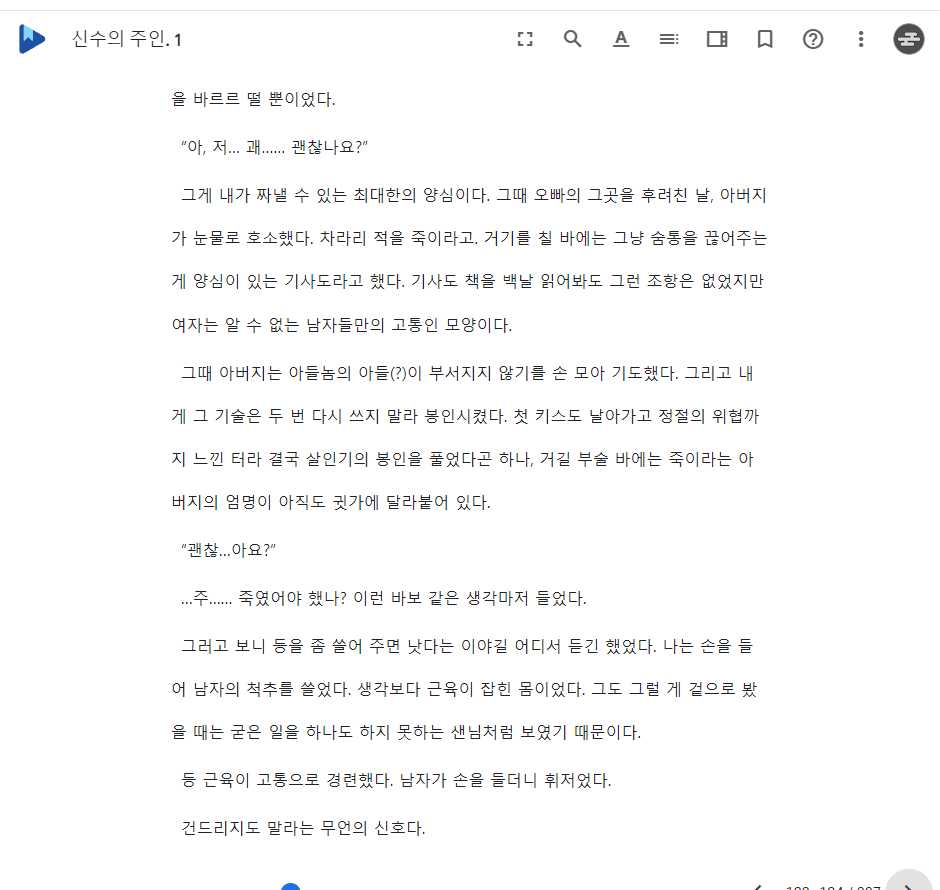 신수의 주인. 1
을 바르르 떨 뿐이었다.
“아, 저... 괘...... 괜찮나요?”
그게 내가 짜낼 수 있는 최대한의 양심이다. 그때 오빠의 그곳을 후려친 날, 아버지
가 눈물로 호소했다. 차라리 적을 죽이라고. 거기를 칠 바에는 그냥 숨통을 끊어주는
게 양심이 있는 기사도라고 했다. 기사도 책을 백날 읽어봐도 그런 조항은 없었지만
여자는 알 수 없는 남자들만의 고통인 모양이다.
그때 아버지는 아들놈의 아들(?)이 부서지지 않기를 손 모아 기도했다. 그리고 내
게 그 기술은 두 번 다시 쓰지 말라 봉인시켰다. 첫 키스도 날아가고 정절의 위협까
지 느낀 터라 결국 살인기의 봉인을 풀었다곤 하나, 거길 부술 바에는 죽이라는 아
버지의 엄명이 아직도 귓가에 달라붙어 있다.
“괜찮...아요?”
...주...... 죽였어야 했나? 이런 바보 같은 생각마저 들었다.
그러고 보니 등을 좀 쓸어 주면 낫다는 이야길 어디서 듣긴 했었다. 나는 손을 들
어 남자의 척추를 쓸었다. 생각보다 근육이 잡힌 몸이었다. 그도 그럴 게 겉으로 봤
을 때는 굳은 일을 하나도 하지 못하는 샌님처럼 보였기 때문이다.
등 근육이 고통으로 경련했다. 남자가 손을 들더니 휘저었다.
건드리지도 말라는 무언의 신호다.